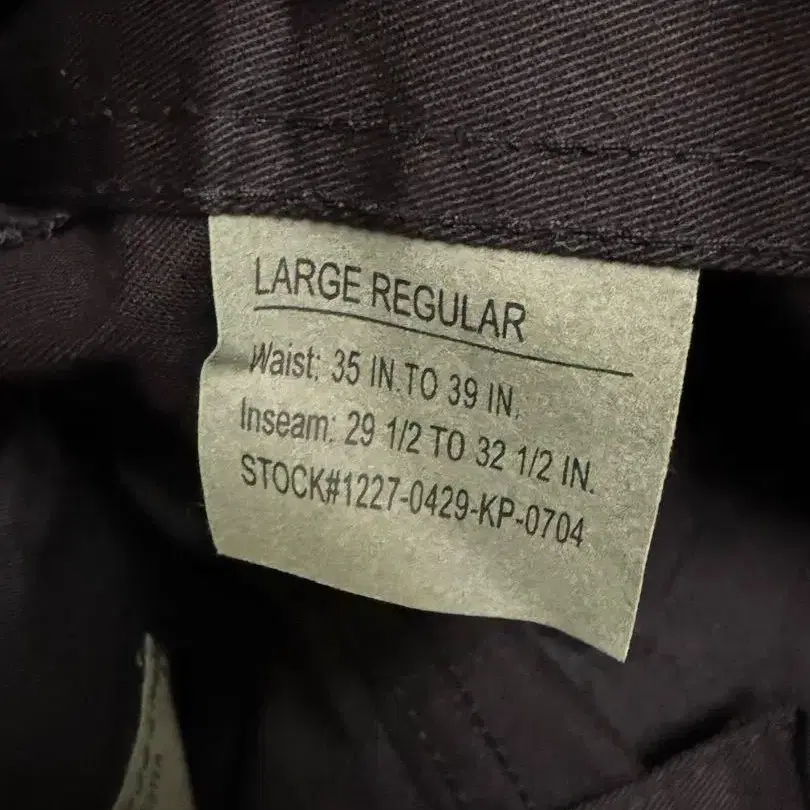 LARGE REGULAR
Waist: 35 IN.TO 39 IN.
Inseam: 29 1/2 TO 32 1/2 IN.
STOCK#1227-0429-KP-0704